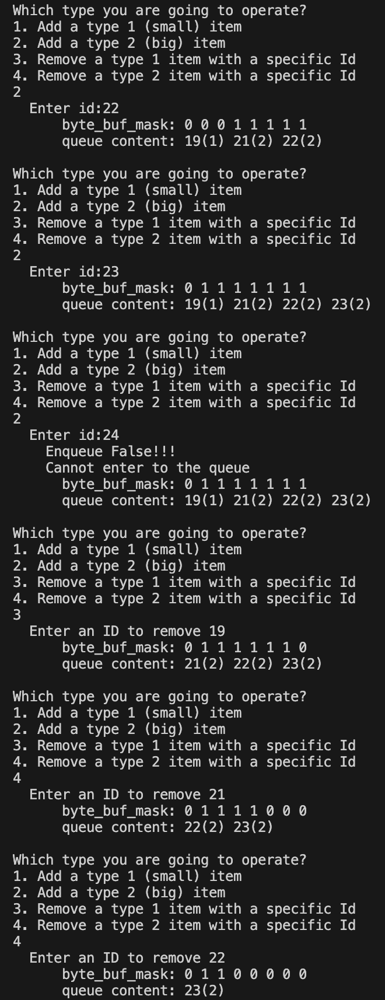 Which type you are going to operate?
1. Add a type 1 (small) item
2. Add a type 2 (big) item
3. Remove a type 1 item with a specific Id
4. Remove a type 2 item with a specific Id
2
  Enter id:22
      byte_buf_mask: 0 0 0 1 1 1 1 1
      queue content: 19(1) 21(2) 22(2)

Which type you are going to operate?
1. Add a type 1 (small) item
2. Add a type 2 (big) item
3. Remove a type 1 item with a specific Id
4. Remove a type 2 item with a specific Id
2
  Enter id:23
      byte_buf_mask: 0 1 1 1 1 1 1 1
      queue content: 19(1) 21(2) 22(2) 23(2)

Which type you are going to operate?
1. Add a type 1 (small) item
2. Add a type 2 (big) item
3. Remove a type 1 item with a specific Id
4. Remove a type 2 item with a specific Id
2
  Enter id:24
    Enqueue False!!!
    Cannot enter to the queue
      byte_buf_mask: 0 1 1 1 1 1 1 1
      queue content: 19(1) 21(2) 22(2) 23(2)

Which type you are going to operate?
1. Add a type 1 (small) item
2. Add a type 2 (big) item
3. Remove a type 1 item with a specific Id
4. Remove a type 2 item with a specific Id
3
  Enter an ID to remove 19
      byte_buf_mask: 0 1 1 1 1 1 1 0
      queue content: 21(2) 22(2) 23(2)

Which type you are going to operate?
1. Add a type 1 (small) item
2. Add a type 2 (big) item
3. Remove a type 1 item with a specific Id
4. Remove a type 2 item with a specific Id
4
  Enter an ID to remove 21
      byte_buf_mask: 0 1 1 1 1 0 0 0
      queue content: 22(2) 23(2)

Which type you are going to operate?
1. Add a type 1 (small) item
2. Add a type 2 (big) item
3. Remove a type 1 item with a specific Id
4. Remove a type 2 item with a specific Id
4
  Enter an ID to remove 22
      byte_buf_mask: 0 1 1 0 0 0 0 0
      queue content: 23(2)